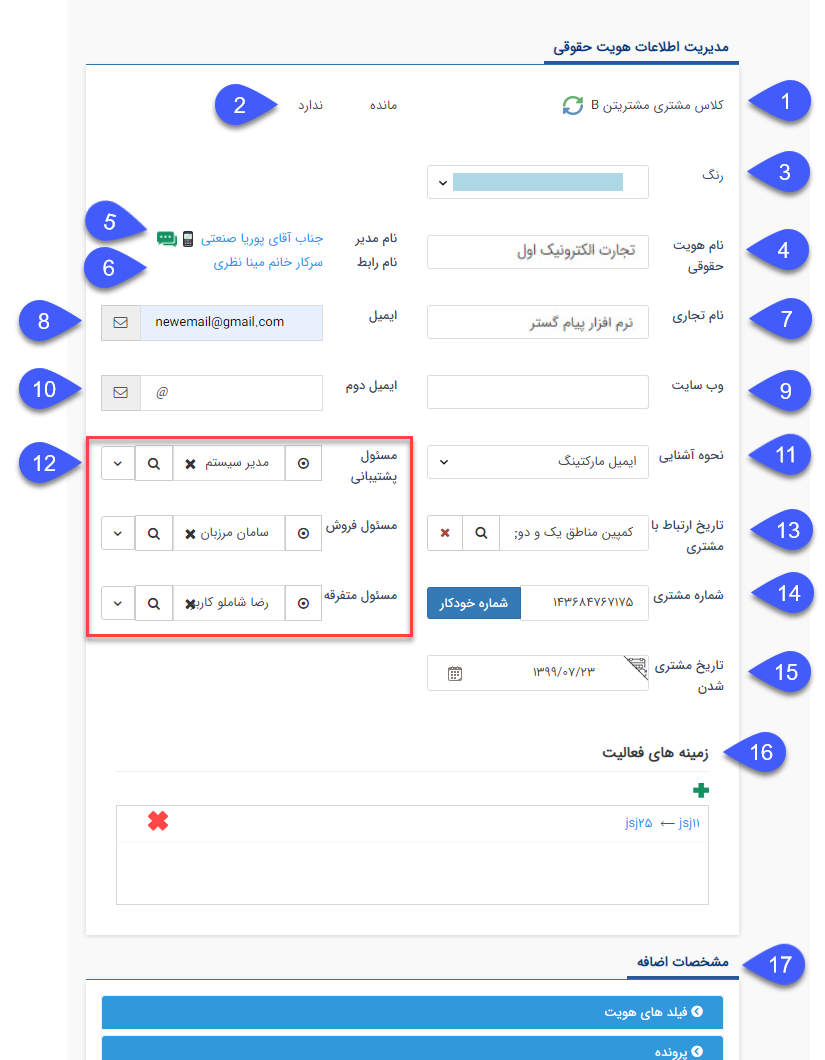 مدیریت اطلاعات هویت حقوقی
1
کلاس مشتری مشتریتن B
مانده
ندارد
2
3
رنگ
4
نام هویت حقوقی
تجارت الکترونیک اول
نام مدیر
جناب آقای پوریا صنعتی
5
نام رابط
سرکار خانم مینا نظری
6
7
نام تجاری
نرم افزار پیام گستر
ایمیل
newemail@gmail.com
8
9
وب سایت
ایمیل دوم
@
10
11
نحوه آشنایی
ایمیل مارکتینگ
مسئول پشتیبانی
مدیر سیستم
12
13
تاریخ ارتباط با مشتری
کمپین مناطق یک و دو
مسئول فروش
سامان مرزبان
14
شماره مشتری
۱۴۳۶۸۴۷۶۷۱۷۵
شماره خودکار
مسئول متفرقه
رضا شاملو کاربر
15
تاریخ مشتری شدن
۱۳۹۹/۰۷/۲۳
16
زمینه های فعالیت
jsj۱۱ ← jsj۲۵
17
مشخصات اضافه
فیلد های هویت
پرونده